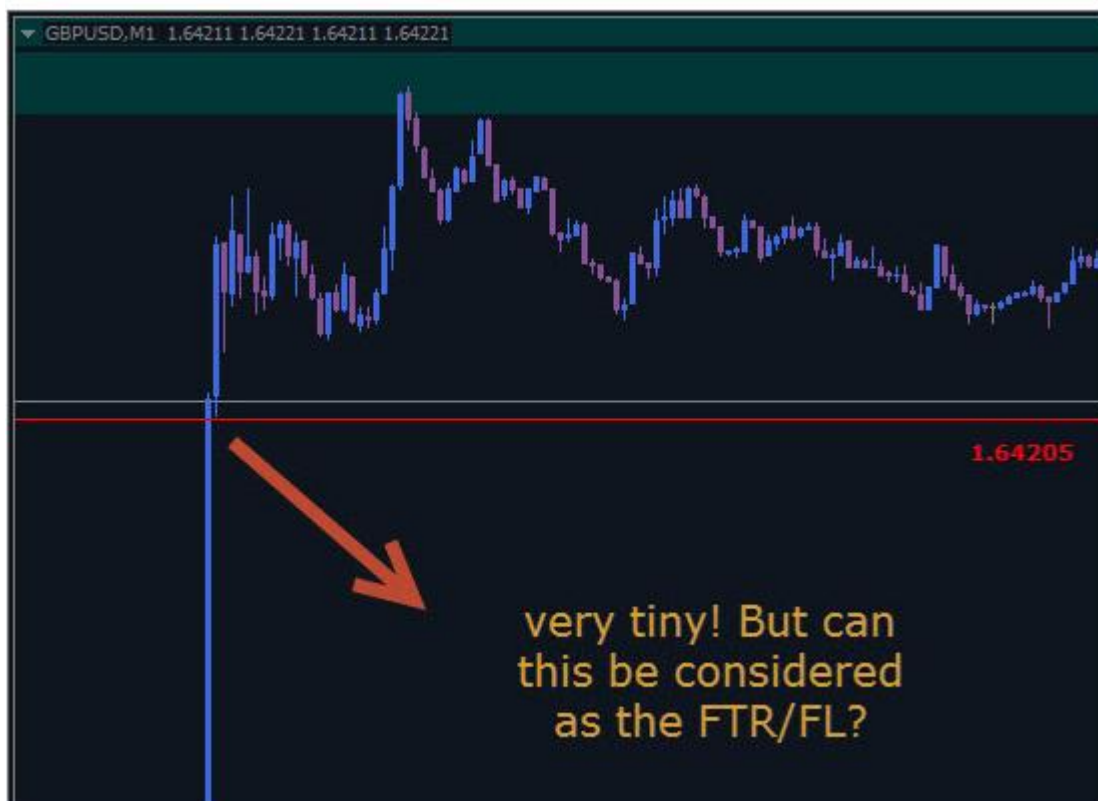 GBPUSD,M1 1.64211 1.64221 1.64211 1.64221
1.64205
very tiny! But can
this be considered
as the FTR/FL?